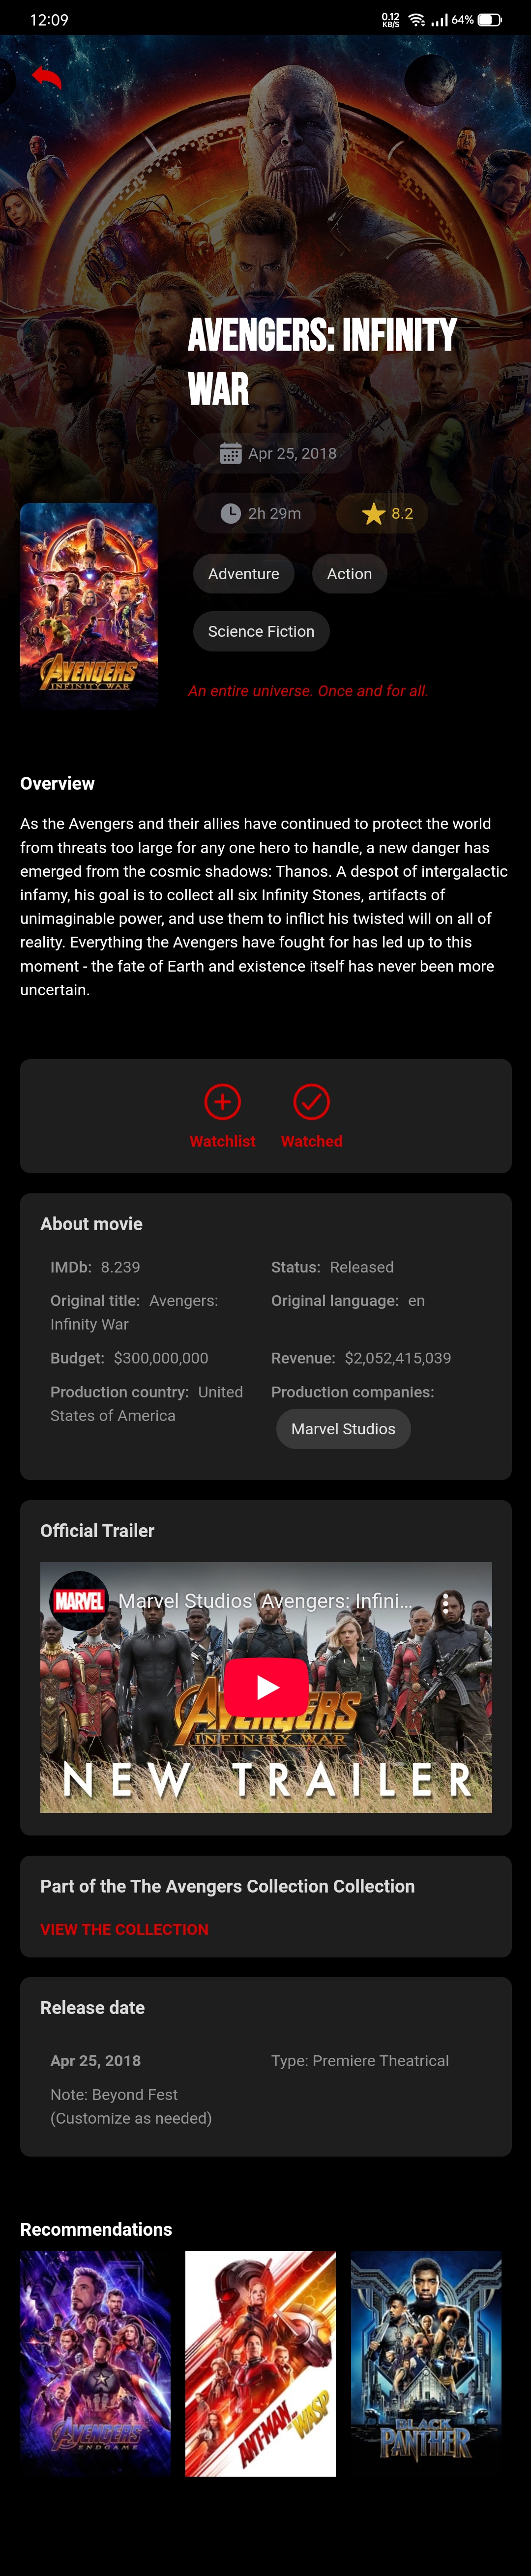 12:09
0.12
KB/S
64%
AVENGERS: INFINITY
WAR
Apr 25, 2018
2h 29m
8.2
Adventure
Action
Science Fiction
AVENGERS
INFINITY WAR
An entire universe. Once and for all.
Overview
As the Avengers and their allies have continued to protect the world
from threats too large for any one hero to handle, a new danger has
emerged from the cosmic shadows: Thanos. A despot of intergalactic
infamy, his goal is to collect all six Infinity Stones, artifacts of
unimaginable power, and use them to inflict his twisted will on all of
reality. Everything the Avengers have fought for has led up to this
moment - the fate of Earth and existence itself has never been more
uncertain.
Watchlist
Watched
About movie
IMDb: 8.239
Status: Released
Original title: Avengers:
Infinity War
Original language: en
Budget: $300,000,000
Revenue: $2,052,415,039
Production country: United
States of America
Production companies:
Marvel Studios
Official Trailer
MARVEL
Marvel Studios' Avengers: Infini...
AVENGERS
INFINITY WAR
NEW TRAILER
Part of the The Avengers Collection Collection
VIEW THE COLLECTION
Release date
Apr 25, 2018
Type: Premiere Theatrical
Note: Beyond Fest
(Customize as needed)
Recommendations
AVENGERS
ENDGAME
ANT-MAN
AND THE
WASP
BLACK
PANTHER